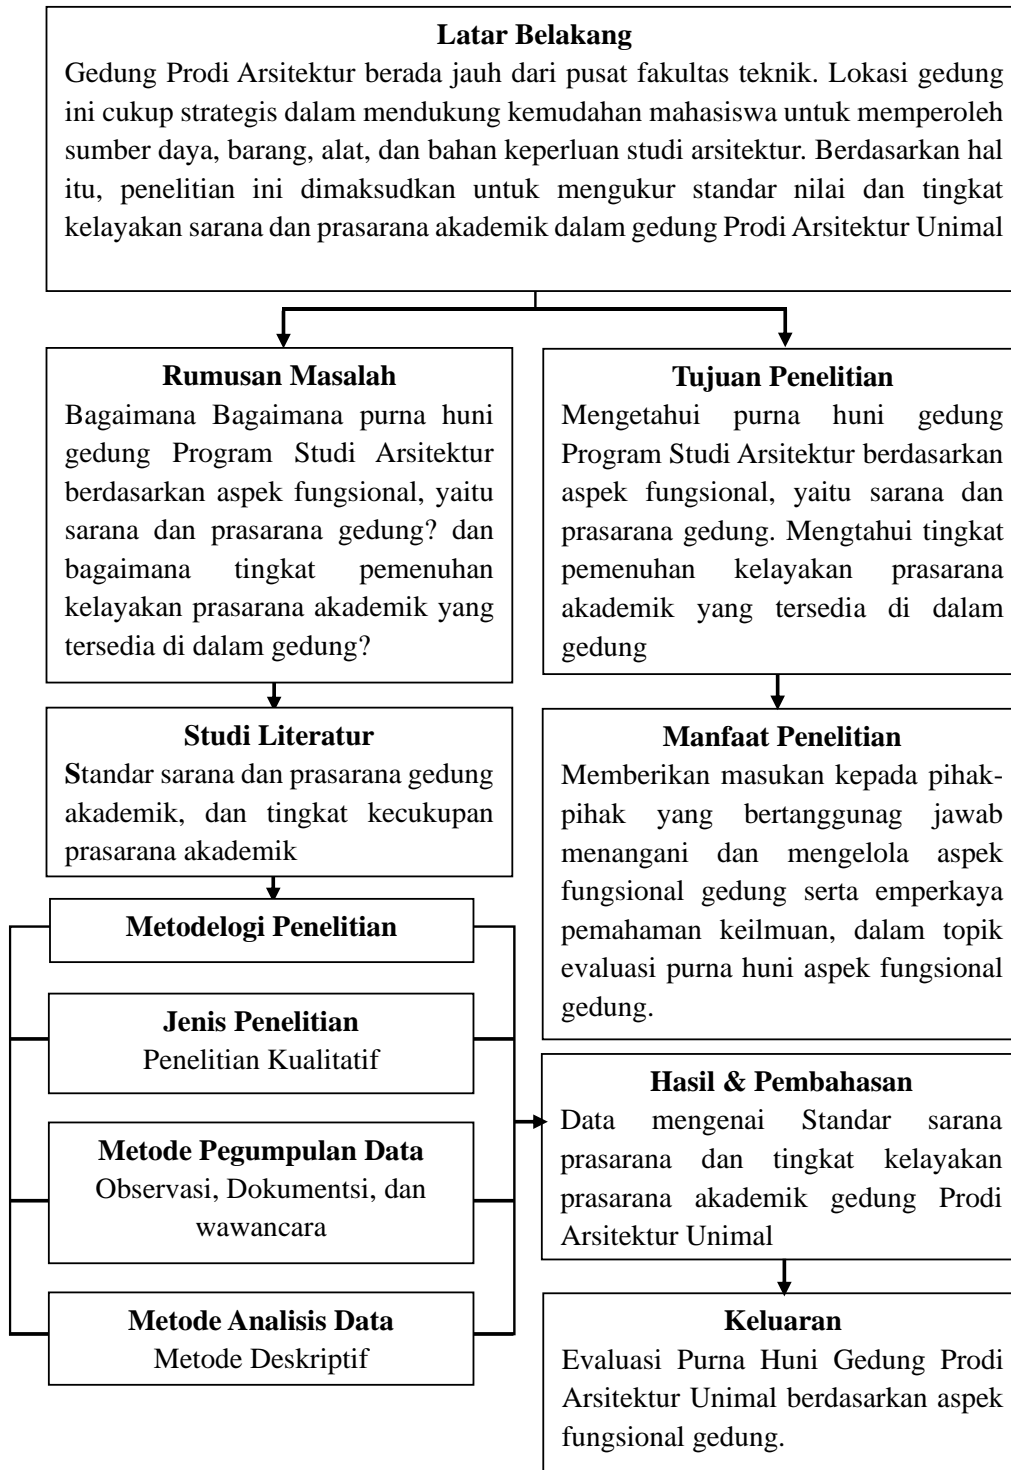 Latar Belakang
Gedung Prodi Arsitektur berada jauh dari pusat fakultas teknik. Lokasi gedung
ini cukup strategis dalam mendukung kemudahan mahasiswa untuk memperoleh
sumber daya, barang, alat, dan bahan keperluan studi arsitektur. Berdasarkan hal
itu, penelitian ini dimaksudkan untuk mengukur standar nilai dan tingkat
kelayakan sarana dan prasarana akademik dalam gedung Prodi Arsitektur Unimal
Rumusan Masalah
Bagaimana Bagaimana purna huni
gedung Program Studi Arsitektur
berdasarkan aspek fungsional, yaitu
sarana dan prasarana gedung? dan
bagaimana tingkat pemenuhan
kelayakan prasarana akademik yang
tersedia di dalam gedung?
Tujuan Penelitian
Mengetahui purna huni gedung
Program Studi Arsitektur berdasarkan
aspek fungsional, yaitu sarana dan
prasarana gedung. Mengtahui tingkat
pemenuhan kelayakan prasarana
akademik yang tersedia di dalam
gedung
Studi Literatur
Standar sarana dan prasarana gedung
akademik, dan tingkat kecukupan
prasarana akademik
Manfaat Penelitian
Memberikan masukan kepada pihak-
pihak yang bertanggunag jawab
menangani dan mengelola aspek
fungsional gedung serta emperkaya
pemahaman keilmuan, dalam topik
evaluasi purna huni aspek fungsional
gedung.
Metodelogi Penelitian
Jenis Penelitian
Penelitian Kualitatif
Metode Pegumpulan Data
Observasi, Dokumentsi, dan
wawancara
Metode Analisis Data
Metode Deskriptif
Hasil & Pembahasan
Data mengenai Standar sarana
prasarana dan tingkat kelayakan
prasarana akademik gedung Prodi
Arsitektur Unimal
Keluaran
Evaluasi Purna Huni Gedung Prodi
Arsitektur Unimal berdasarkan aspek
fungsional gedung.